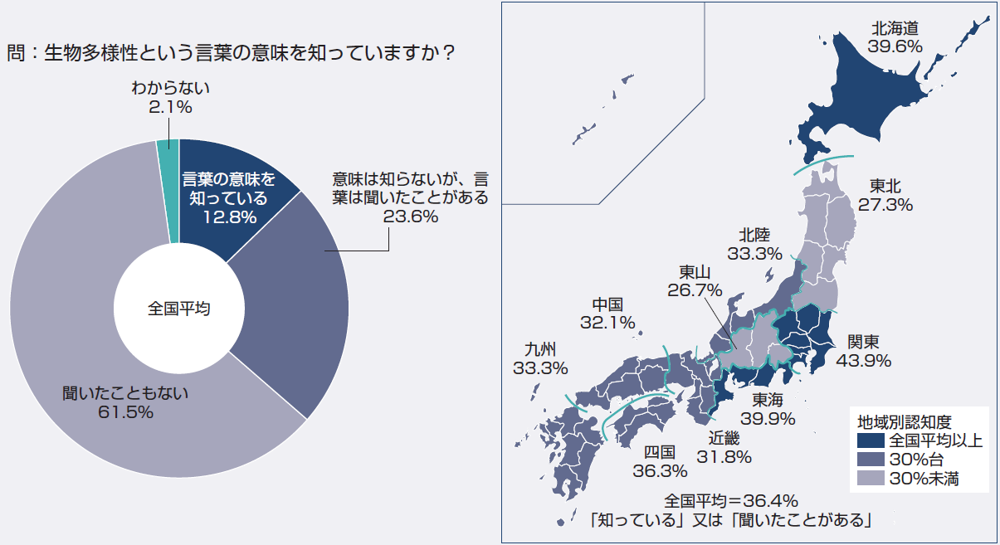 問：生物多様性という言葉の意味を知っていますか？
わからない
2.1%
言葉の意味を
知っている
12.8%
意味は知らないが、言
葉は聞いたことがある
23.6%
全国平均
聞いたこともない
61.5%
北海道
39.6%
東北
27.3%
北陸
33.3%
東山
26.7%
中国
32.1%
九州
33.3%
関東
43.9%
東海
39.9%
近畿
31.8%
四国
36.3%
地域別認知度
全国平均以上
30%台
30%未満
全国平均＝36.4%
「知っている」又は「聞いたことがある」